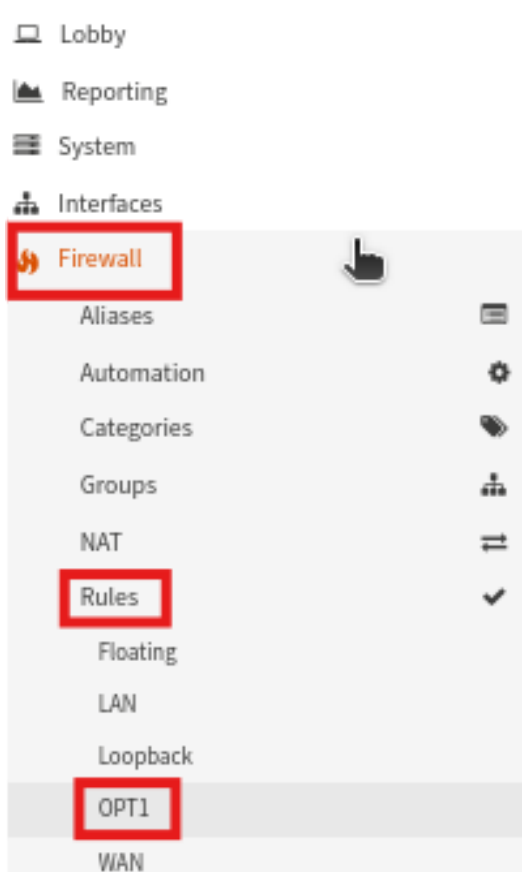 Lobby
Reporting
System
Interfaces
Firewall
Aliases
Automation
Categories
Groups
NAT
Rules
Floating
LAN
Loopback
OPT1
WAN